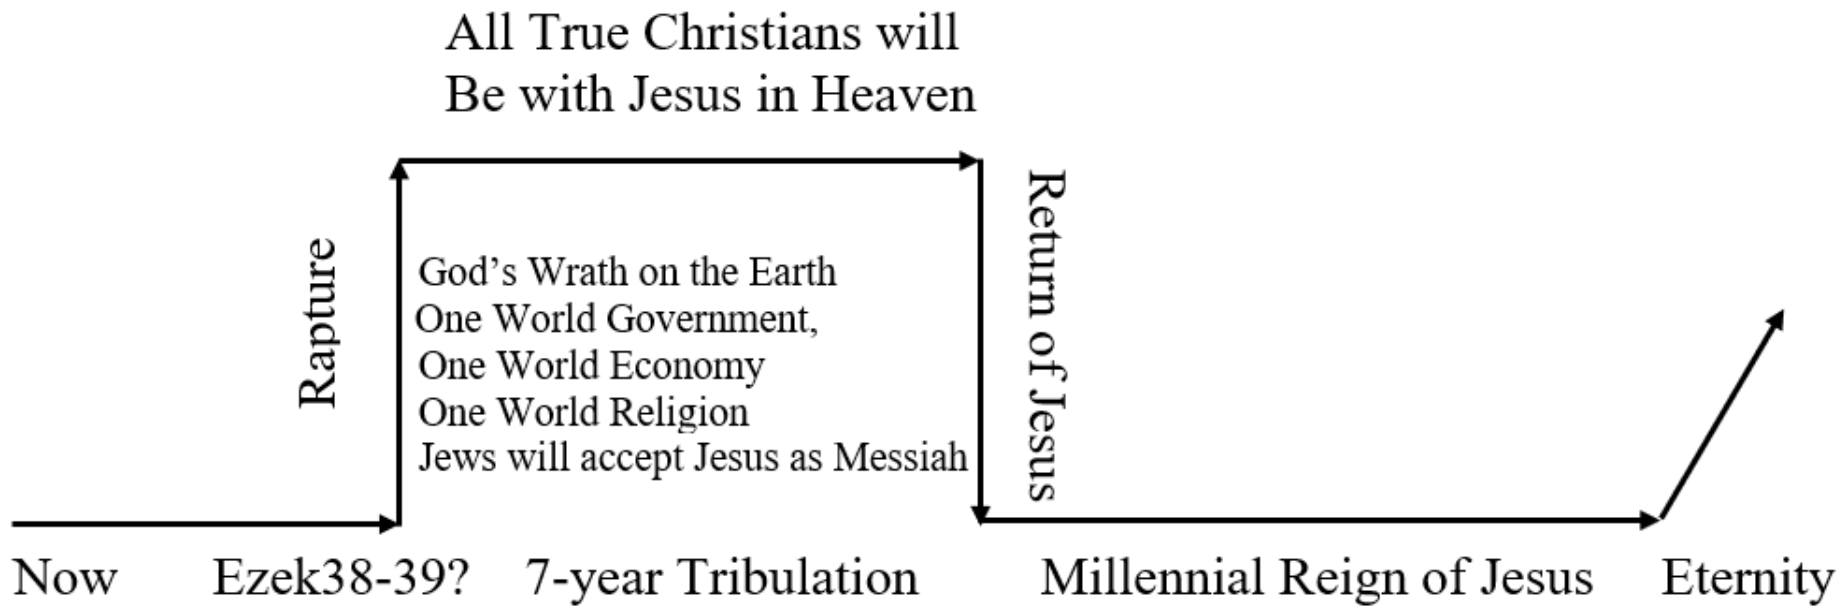 All True Christians will
Be with Jesus in Heaven
Rapture
God’s Wrath on the Earth
One World Government,
One World Economy
One World Religion
Jews will accept Jesus as Messiah
Return of Jesus
Now
Ezek38-39?
7-year Tribulation
Millennial Reign of Jesus
Eternity